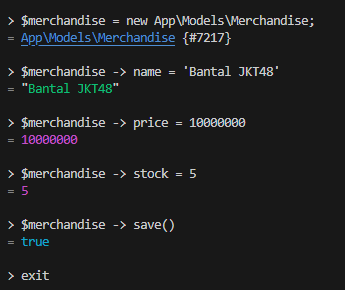 > $merchandise = new App\Models\Merchandise;
= App\Models\Merchandise {#7217}
> $merchandise -> name = 'Bantal JKT48'
= "Bantal JKT48"
> $merchandise -> price = 10000000
= 10000000
> $merchandise -> stock = 5
= 5
> $merchandise -> save()
= true
> exit